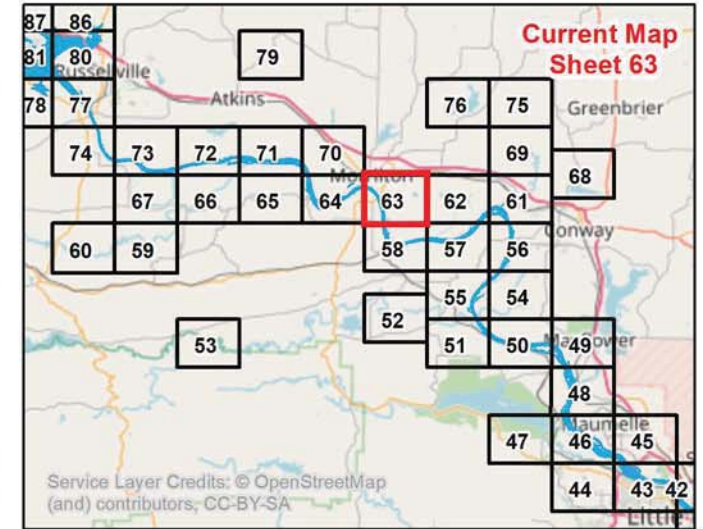 Current Map
Sheet 63
87 86
81 80 79
Russellville
78 77 Atkins 76 75 Greenbrier
74 73 72 71 70 69
Morrilton 68
67 66 65 64 63 62 61
Conway
60 59 58 57 56
55 54
52
53 51 50 49
48
Maumelle
47 46 45
44 43 42
Little
Service Layer Credits: © OpenStreetMap
(and) contributors, CC-BY-SA